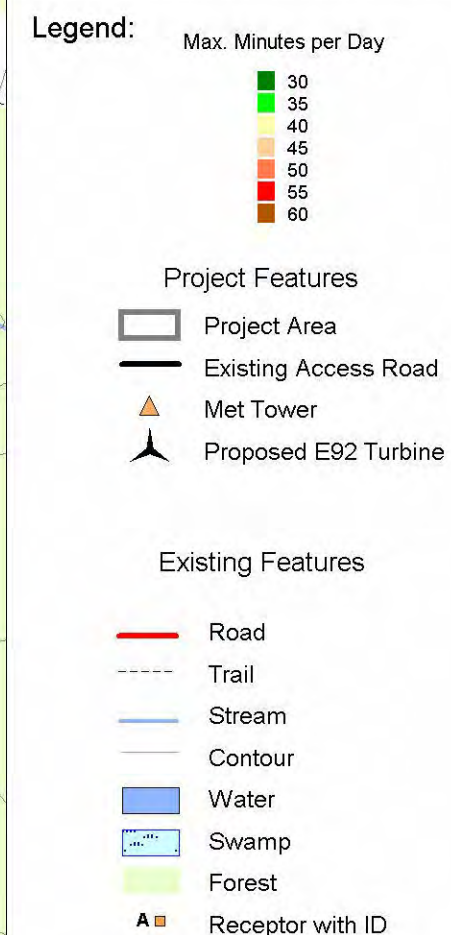 Legend:
Max. Minutes per Day
30
35
40
45
50
55
60
Project Features
Project Area
Existing Access Road
Met Tower
Proposed E92 Turbine
Existing Features
Road
Trail
Stream
Contour
Water
Swamp
Forest
A Receptor with ID